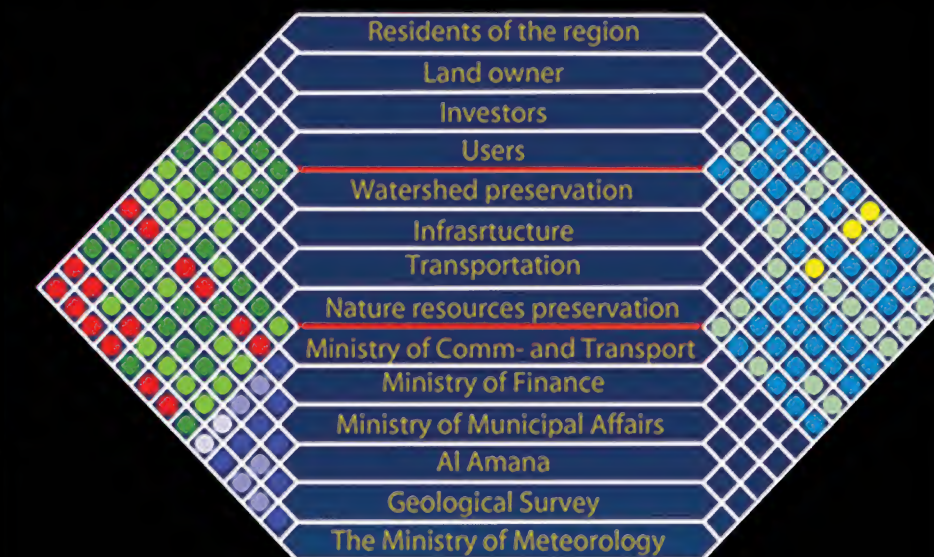 Residents of the region
Land owner
Investors
Users
Watershed preservation
Infrasrtucture
Transportation
Nature resources preservation
Ministry of Comm- and Transport
Ministry of Finance
Ministry of Municipal Affairs
Al Amana
Geological Survey
The Ministry of Meteorology